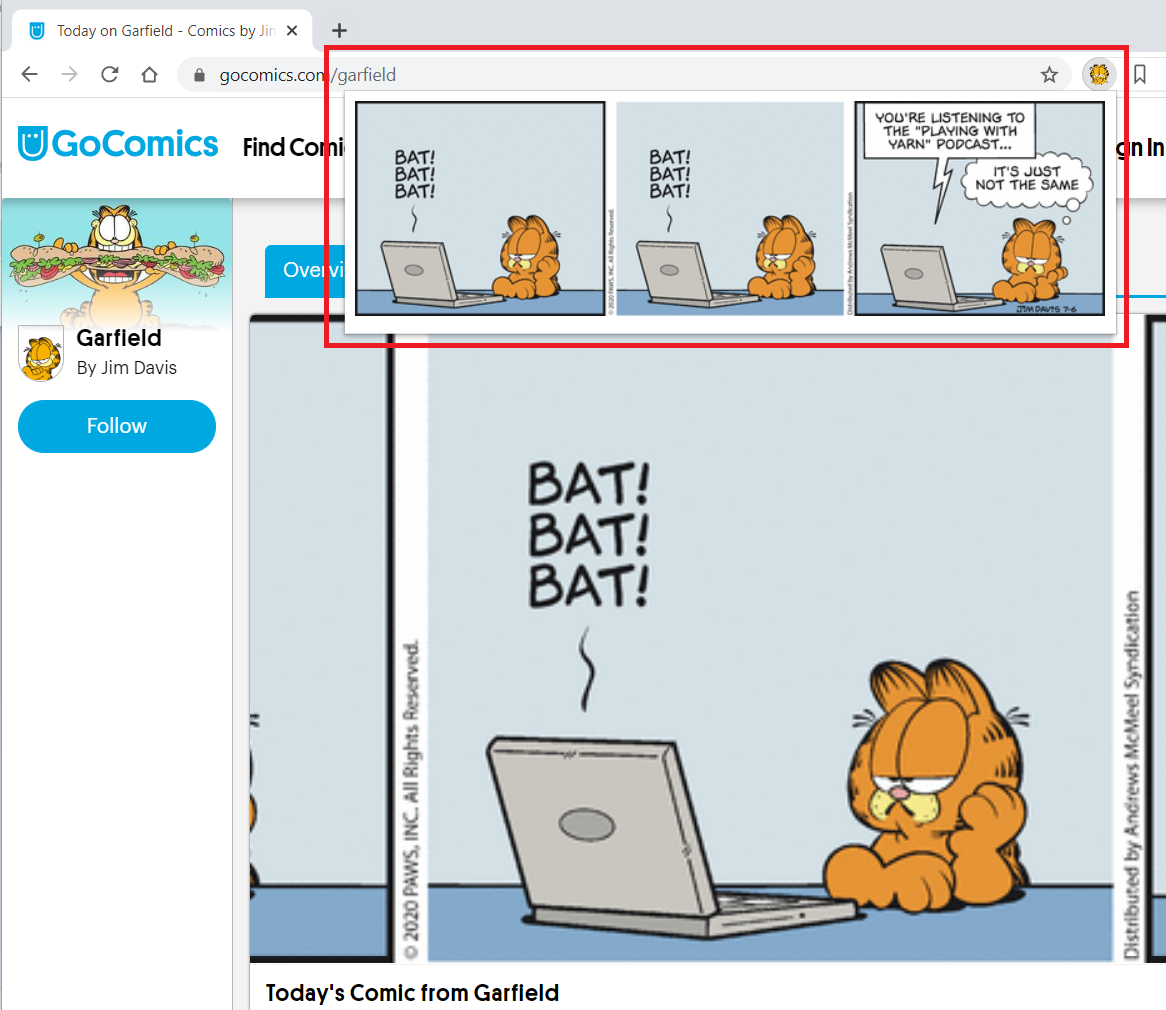 Today on Garfield - Comics by Jim
gocomics.com/garfield
GoComics
Find Comi
gn In
BAT!
BAT!
BAT!
© 2020 PAWS, INC. All Rights Reserved.
BAT!
BAT!
BAT!
Distributed by Andrews McMeel Syndication
YOU'RE LISTENING TO
THE "PLAYING WITH
YARN" PODCAST...
IT'S JUST
NOT THE SAME
JIM DAVIS 7-6
Overvi
Garfield
By Jim Davis
Follow
BAT!
BAT!
BAT!
© 2020 PAWS, INC. All Rights Reserved.
Distributed by Andrews McMeel Syndication
Today's Comic from Garfield